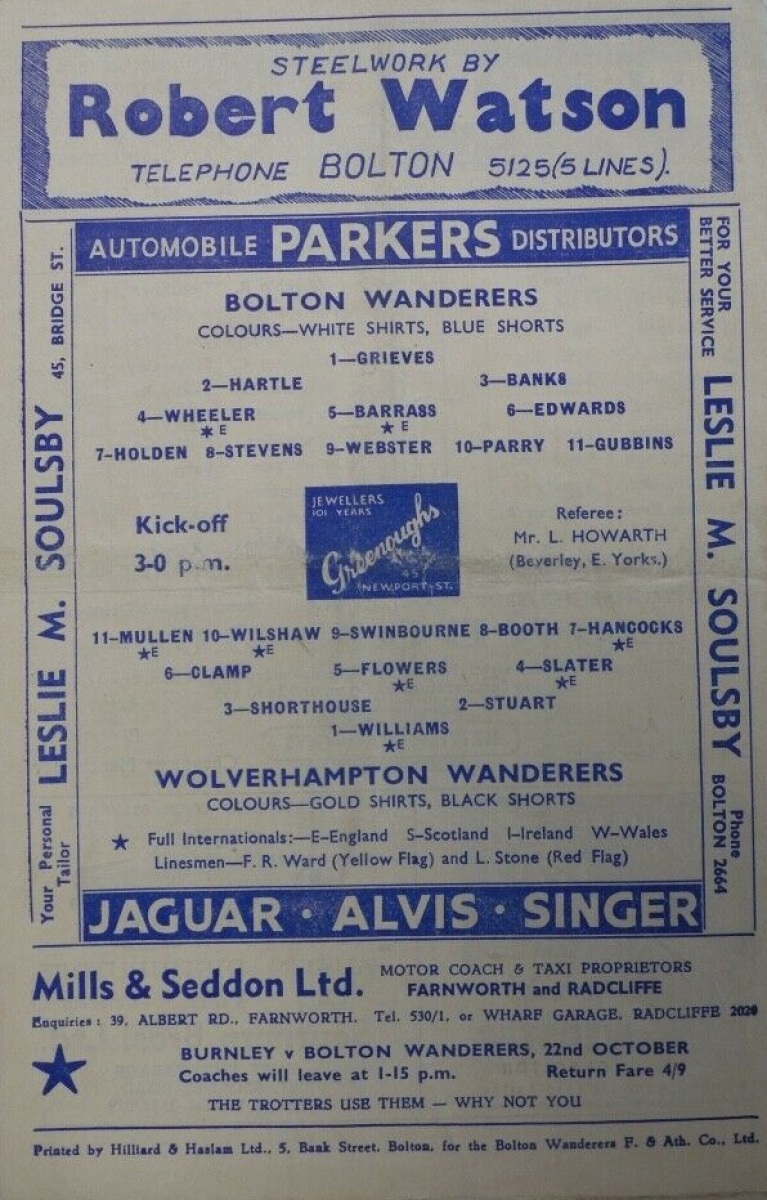 STEELWORK BY
Robert Watson
TELEPHONE BOLTON 5125 (5 LINES).
AUTOMOBILE PARKERS DISTRIBUTORS
Your Personal Tailor LESLIE M. SOULSBY 45, BRIDGE ST.
FOR YOUR BETTER SERVICE LESLIE M. SOULSBY Phone BOLTON 2664
BOLTON WANDERERS
COLOURS—WHITE SHIRTS, BLUE SHORTS
1—GRIEVES
2—HARTLE 3—BANKS
4—WHEELER 5—BARRASS 6—EDWARDS
★ E ★ E
7-HOLDEN 8-STEVENS 9-WEBSTER 10-PARRY 11-GUBBINS
Kick-off
3-0 p.m.
JEWELLERS
101 YEARS
Greenoughs
45
NEWPORT-ST.
Referee:
Mr. L. HOWARTH
(Beverley, E. Yorks.)
11-MULLEN 10-WILSHAW 9-SWINBOURNE 8-BOOTH 7-HANCOCKS
★E ★E ★E
6-CLAMP 5-FLOWERS 4-SLATER
★E ★E
3—SHORTHOUSE 2—STUART
1—WILLIAMS
★E
WOLVERHAMPTON WANDERERS
COLOURS—GOLD SHIRTS, BLACK SHORTS
★ Full Internationals:—E-England S-Scotland I-Ireland W-Wales
Linesmen—F. R. Ward (Yellow Flag) and L. Stone (Red Flag)
JAGUAR · ALVIS · SINGER
Mills & Seddon Ltd. MOTOR COACH & TAXI PROPRIETORS
FARNWORTH and RADCLIFFE
Enquiries: 39, ALBERT RD., FARNWORTH. Tel. 530/1, or WHARF GARAGE, RADCLIFFE 2020
BURNLEY v BOLTON WANDERERS, 22nd OCTOBER
Coaches will leave at 1-15 p.m. Return Fare 4/9
THE TROTTERS USE THEM — WHY NOT YOU
Printed by Hilliard & Haslam Ltd., 5, Bank Street, Bolton, for the Bolton Wanderers F. & Ath. Co., Ltd.